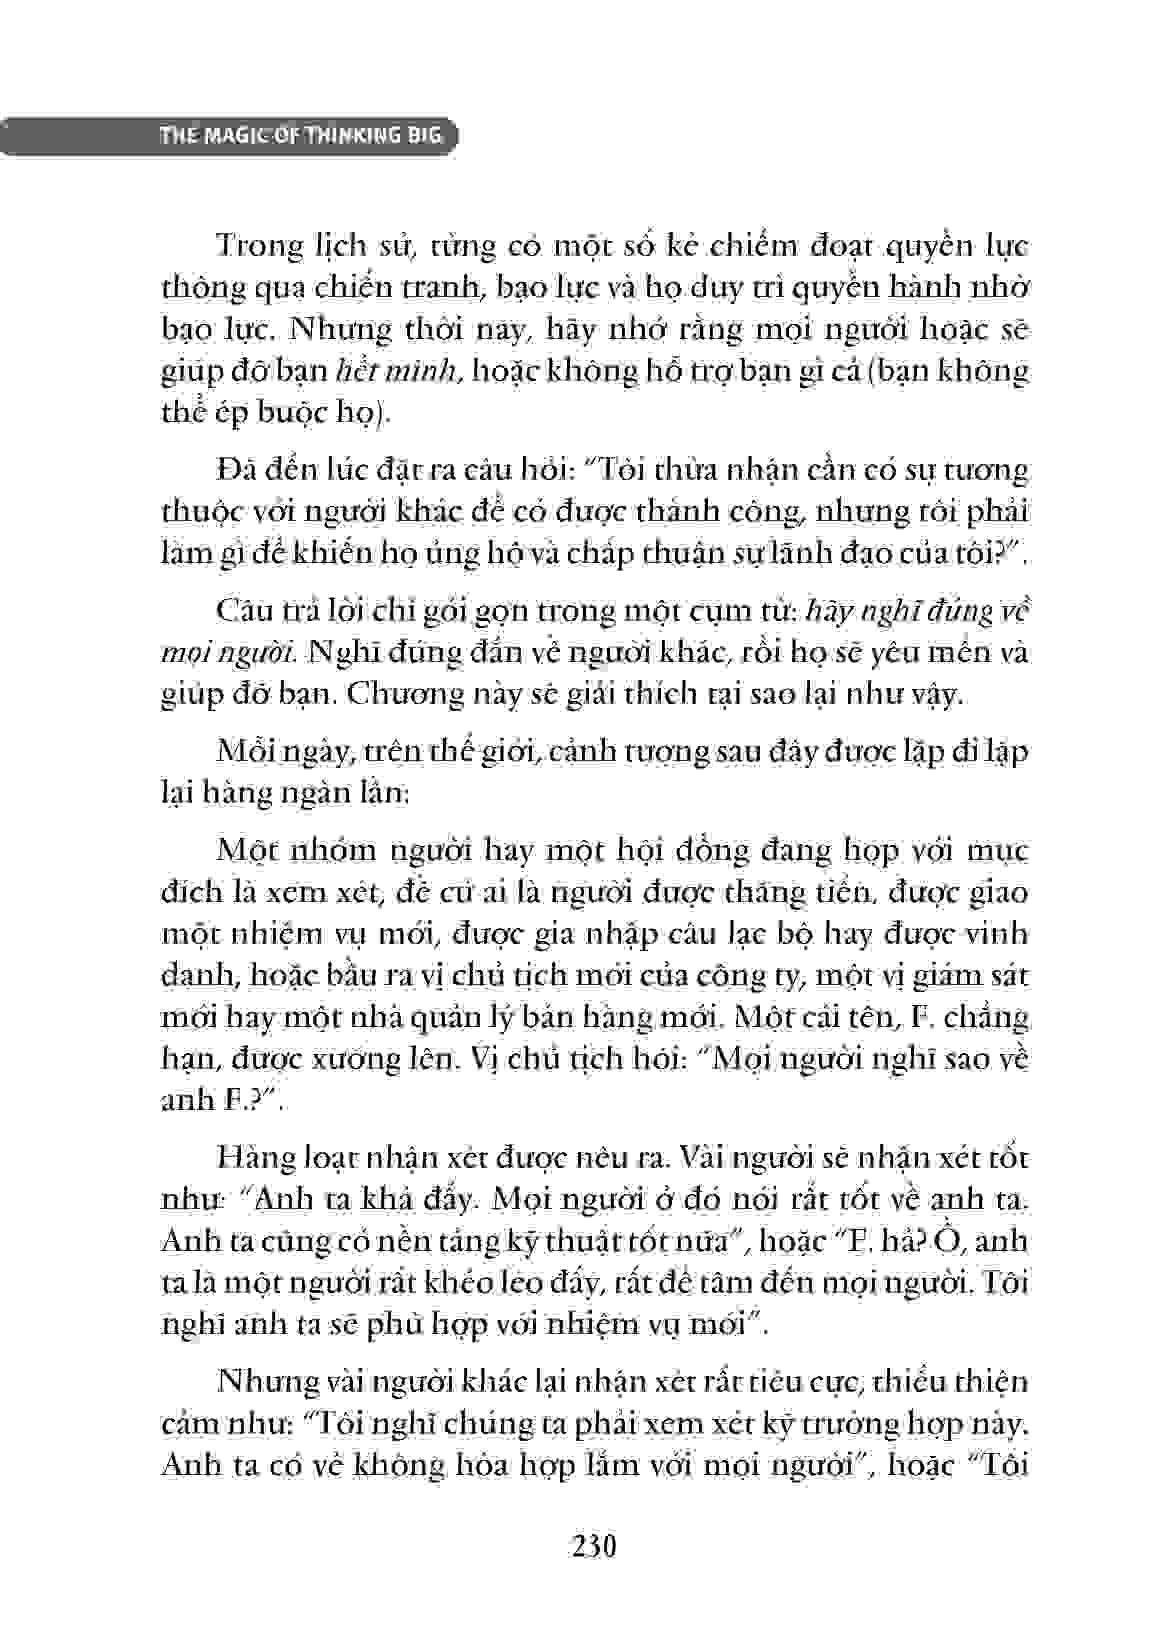 THE MAGIC OF THINKING BIG
Trong lịch sử, từng có một số kẻ chiếm đoạt quyền lực
thông qua chiến tranh, bạo lực và họ duy trì quyền hành nhờ
bạo lực. Nhưng thời nay, hãy nhớ rằng mọi người hoặc sẽ
giúp đỡ bạn hết mình, hoặc không hỗ trợ bạn gì cả (bạn không
thể ép buộc họ).
Đã đến lúc đặt ra câu hỏi: “Tôi thừa nhận cần có sự tương
thuộc với người khác để có được thành công, nhưng tôi phải
làm gì để khiến họ ủng hộ và chấp thuận sự lãnh đạo của tôi?”.
Câu trả lời chỉ gói gọn trong một cụm từ: hãy nghĩ đúng về
mọi người. Nghĩ đúng đắn về người khác, rồi họ sẽ yêu mến và
giúp đỡ bạn. Chương này sẽ giải thích tại sao lại như vậy.
Mỗi ngày, trên thế giới, cảnh tượng sau đây được lặp đi lặp
lại hàng ngàn lần:
Một nhóm người hay một hội đồng đang họp với mục
đích là xem xét, đề cử ai là người được thăng tiến, được giao
một nhiệm vụ mới, được gia nhập câu lạc bộ hay được vinh
danh, hoặc bầu ra vị chủ tịch mới của công ty, một vị giám sát
mới hay một nhà quản lý bán hàng mới. Một cái tên, F. chẳng
hạn, được xướng lên. Vị chủ tịch hỏi: “Mọi người nghĩ sao về
anh F.?”.
Hàng loạt nhận xét được nêu ra. Vài người sẽ nhận xét tốt
như: “Anh ta khá đấy. Mọi người ở đó nói rất tốt về anh ta.
Anh ta cũng có nền tảng kỹ thuật tốt nữa”, hoặc “F. hả? Ồ, anh
ta là một người rất khéo léo đấy, rất để tâm đến mọi người. Tôi
nghĩ anh ta sẽ phù hợp với nhiệm vụ mới”.
Nhưng vài người khác lại nhận xét rất tiêu cực, thiếu thiện
cảm như: “Tôi nghĩ chúng ta phải xem xét kỹ trường hợp này.
Anh ta có vẻ không hòa hợp lắm với mọi người”, hoặc “Tôi
230